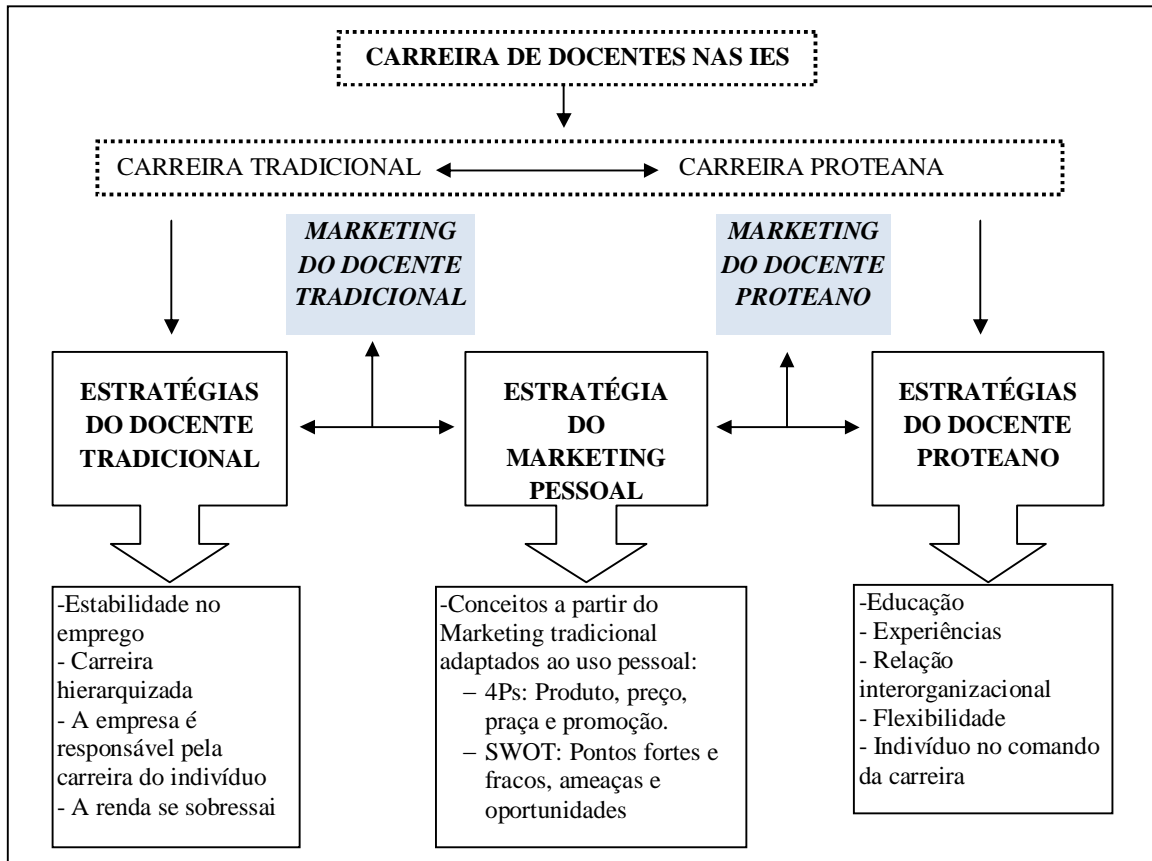 CARREIRA DE DOCENTES NAS IES
CARREIRA TRADICIONAL
CARREIRA PROTEANA
MARKETING
DO DOCENTE
TRADICIONAL
MARKETING
DO DOCENTE
PROTEANO
ESTRATÉGIAS
DO DOCENTE
TRADICIONAL
ESTRATÉGIA
DO
MARKETING
PESSOAL
ESTRATÉGIAS
DO DOCENTE
PROTEANO
-Estabilidade no
emprego
- Carreira
hierarquizada
- A empresa é
responsável pela
carreira do indivíduo
- A renda se sobressai
-Conceitos a partir do
Marketing tradicional
adaptados ao uso pessoal:
– 4Ps: Produto, preço,
praça e promoção.
– SWOT: Pontos fortes e
fracos, ameaças e
oportunidades
-Educação
- Experiências
- Relação
interorganizacional
- Flexibilidade
- Indivíduo no comando
da carreira